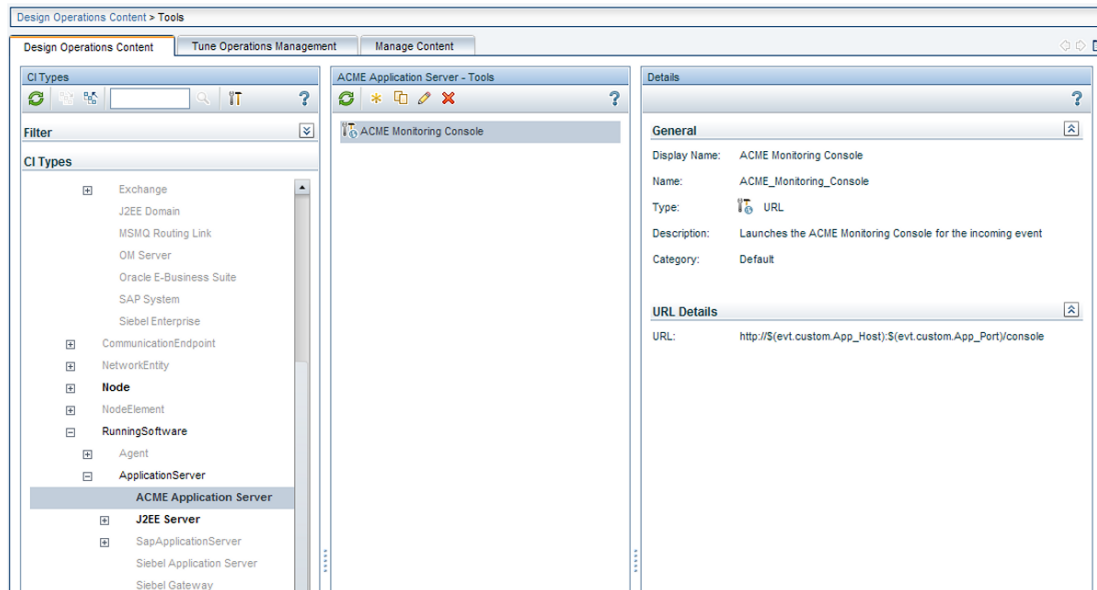 Design Operations Content > Tools
Design Operations Content
Tune Operations Management
Manage Content
CI Types
?
Filter
CI Types
Exchange
J2EE Domain
MSMQ Routing Link
OM Server
Oracle E-Business Suite
SAP System
Siebel Enterprise
CommunicationEndpoint
NetworkEntity
Node
NodeElement
RunningSoftware
Agent
ApplicationServer
ACME Application Server
J2EE Server
SapApplicationServer
Siebel Application Server
Siebel Gateway
ACME Application Server - Tools
?
ACME Monitoring Console
Details
?
General
Display Name: ACME Monitoring Console
Name: ACME_Monitoring_Console
Type: URL
Description: Launches the ACME Monitoring Console for the incoming event
Category: Default
URL Details
URL: http://$(evt.custom.App_Host):$(evt.custom.App_Port)/console